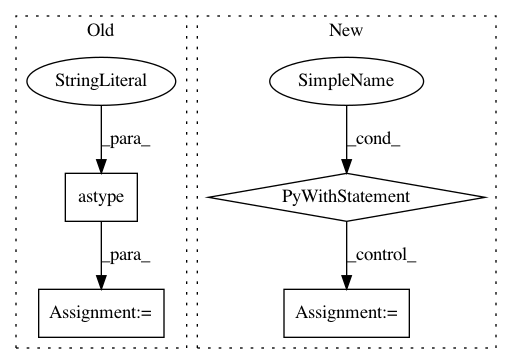 Old
New
StringLiteral
SimpleName
_para_
_cond_
astype
PyWithStatement
_para_
_control_
Assignment:=
Assignment:=